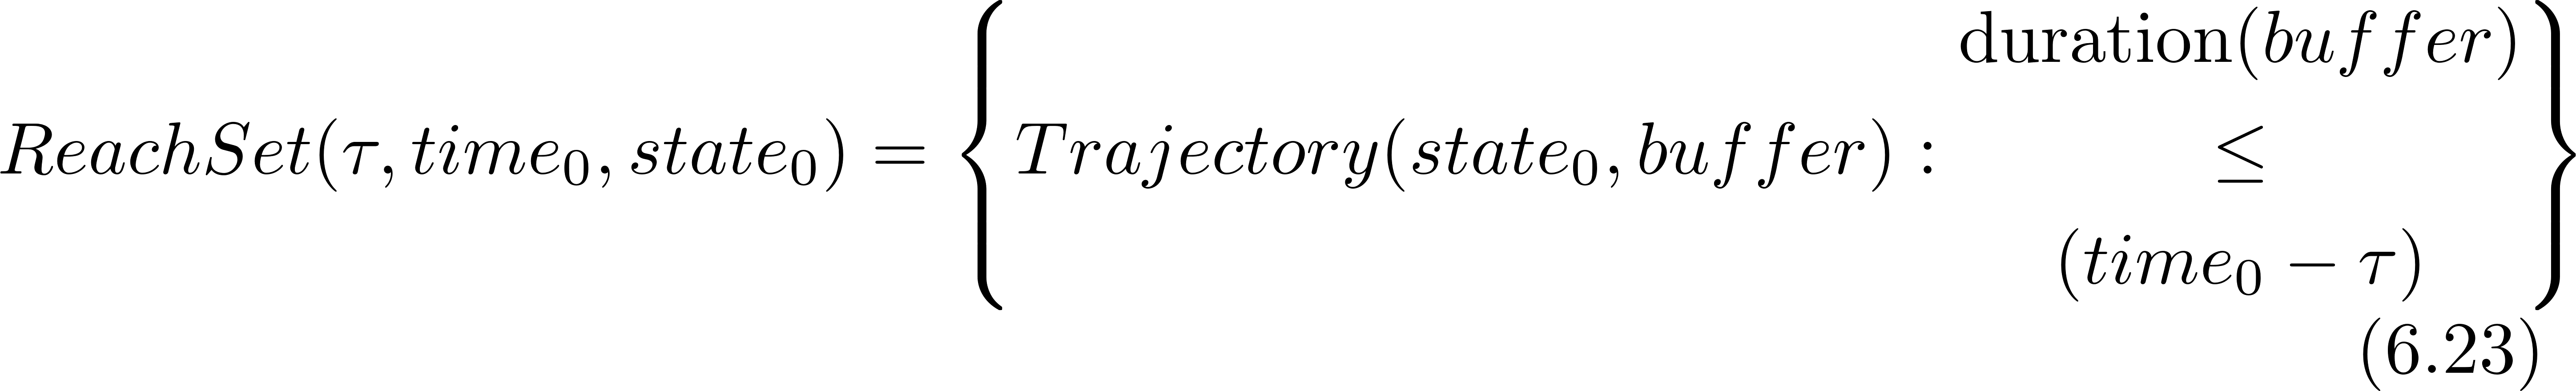 duration(buffer)
ReachSet(τ, time₀, state₀) = { Trajectory(state₀, buffer) : ≤ }
(time₀ − τ)
(6.23)